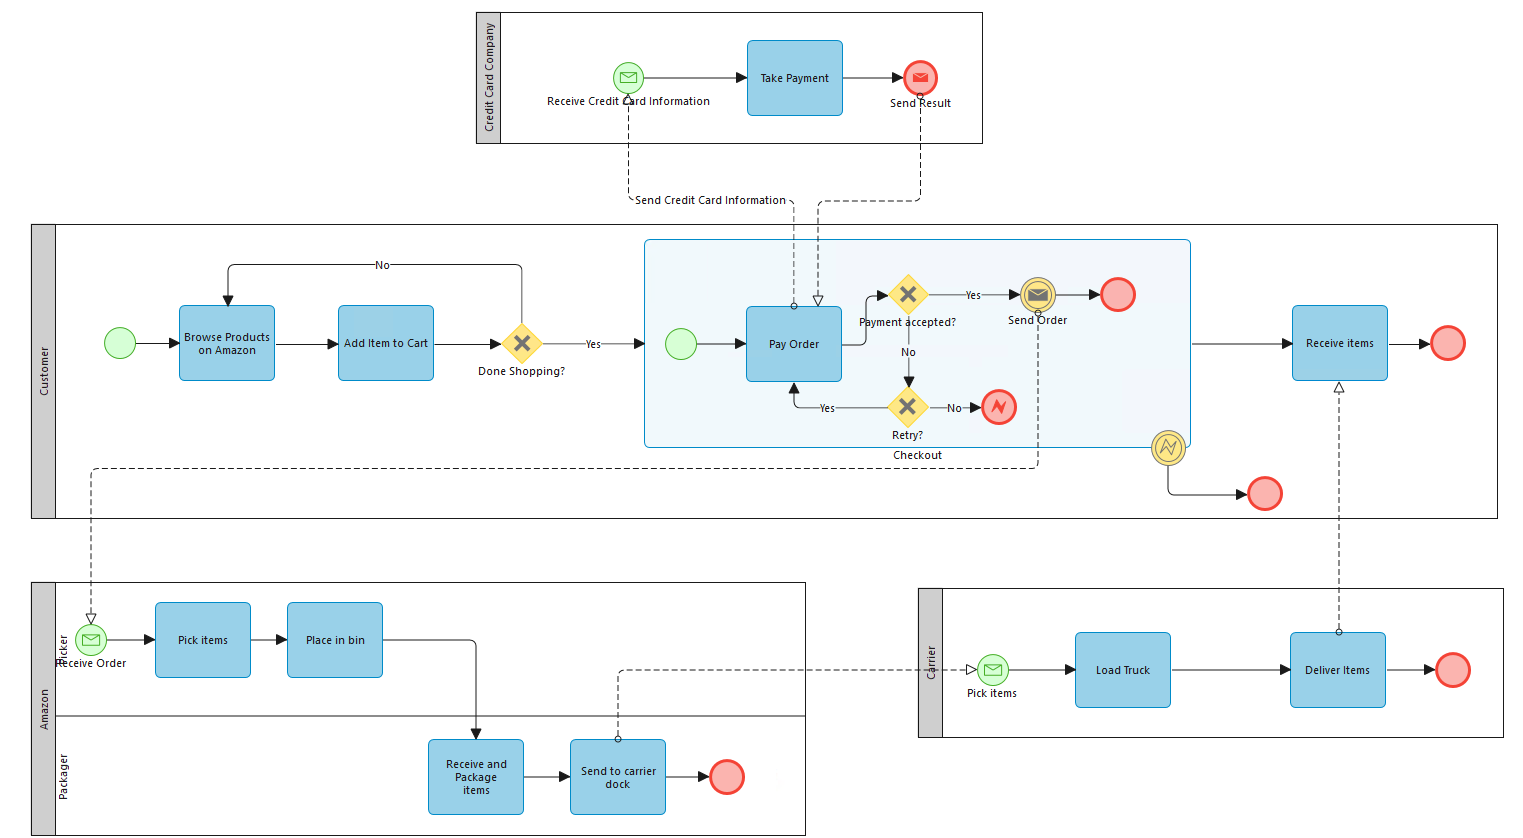 Credit Card Company
Take Payment
Receive Credit Card Information
Send Result
Send Credit Card Information
Customer
No
Browse Products
on Amazon
Add Item to Cart
Done Shopping?
Yes
Pay Order
Payment accepted?
Yes
Send Order
No
Yes
Retry?
No
Checkout
Receive items
Amazon
Picker
Receive Order
Pick items
Place in bin
Packager
Receive and
Package
items
Send to carrier
dock
Carrier
Pick items
Load Truck
Deliver Items